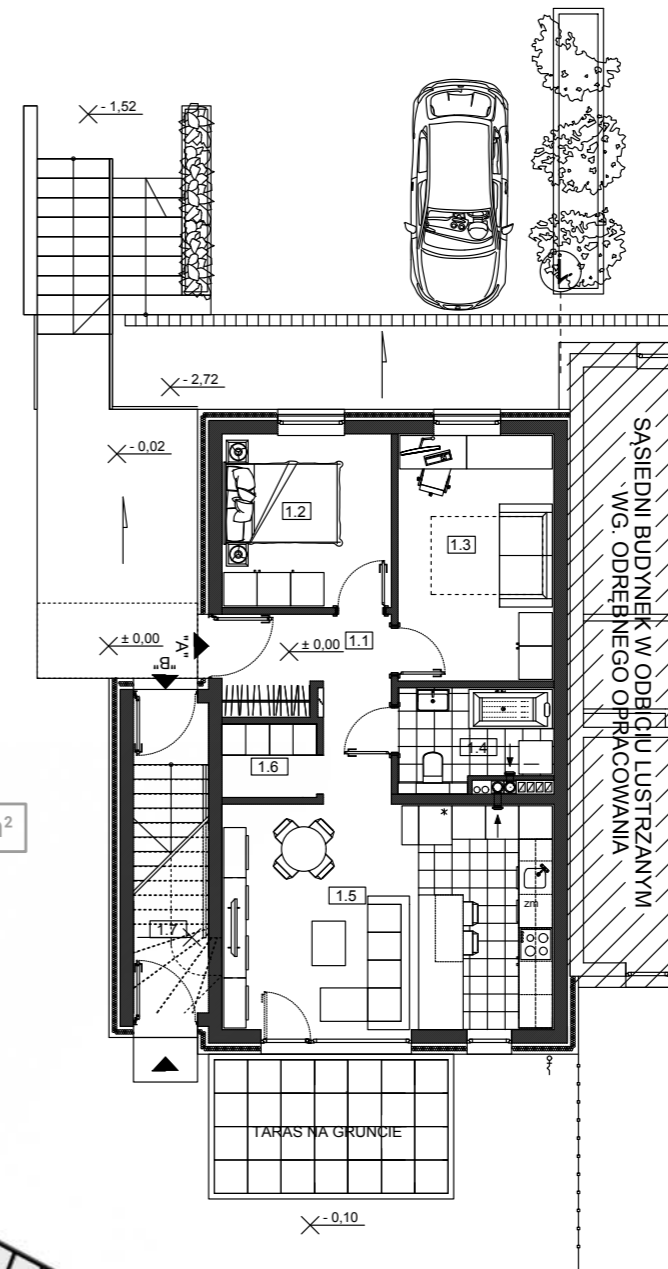 - 1,52
- 2,72
- 0,02
1.2
1.3
± 0,00
"A"
"B"
± 0,00
1.1
1.4
1.6
*
1.5
zm
1.7
SĄSIEDNI BUDYNEK W ODBICIU LUSTRZANYM
WG. ODRĘBNEGO OPRACOWANIA
2
TARAS NA GRUNCIE
- 0,10